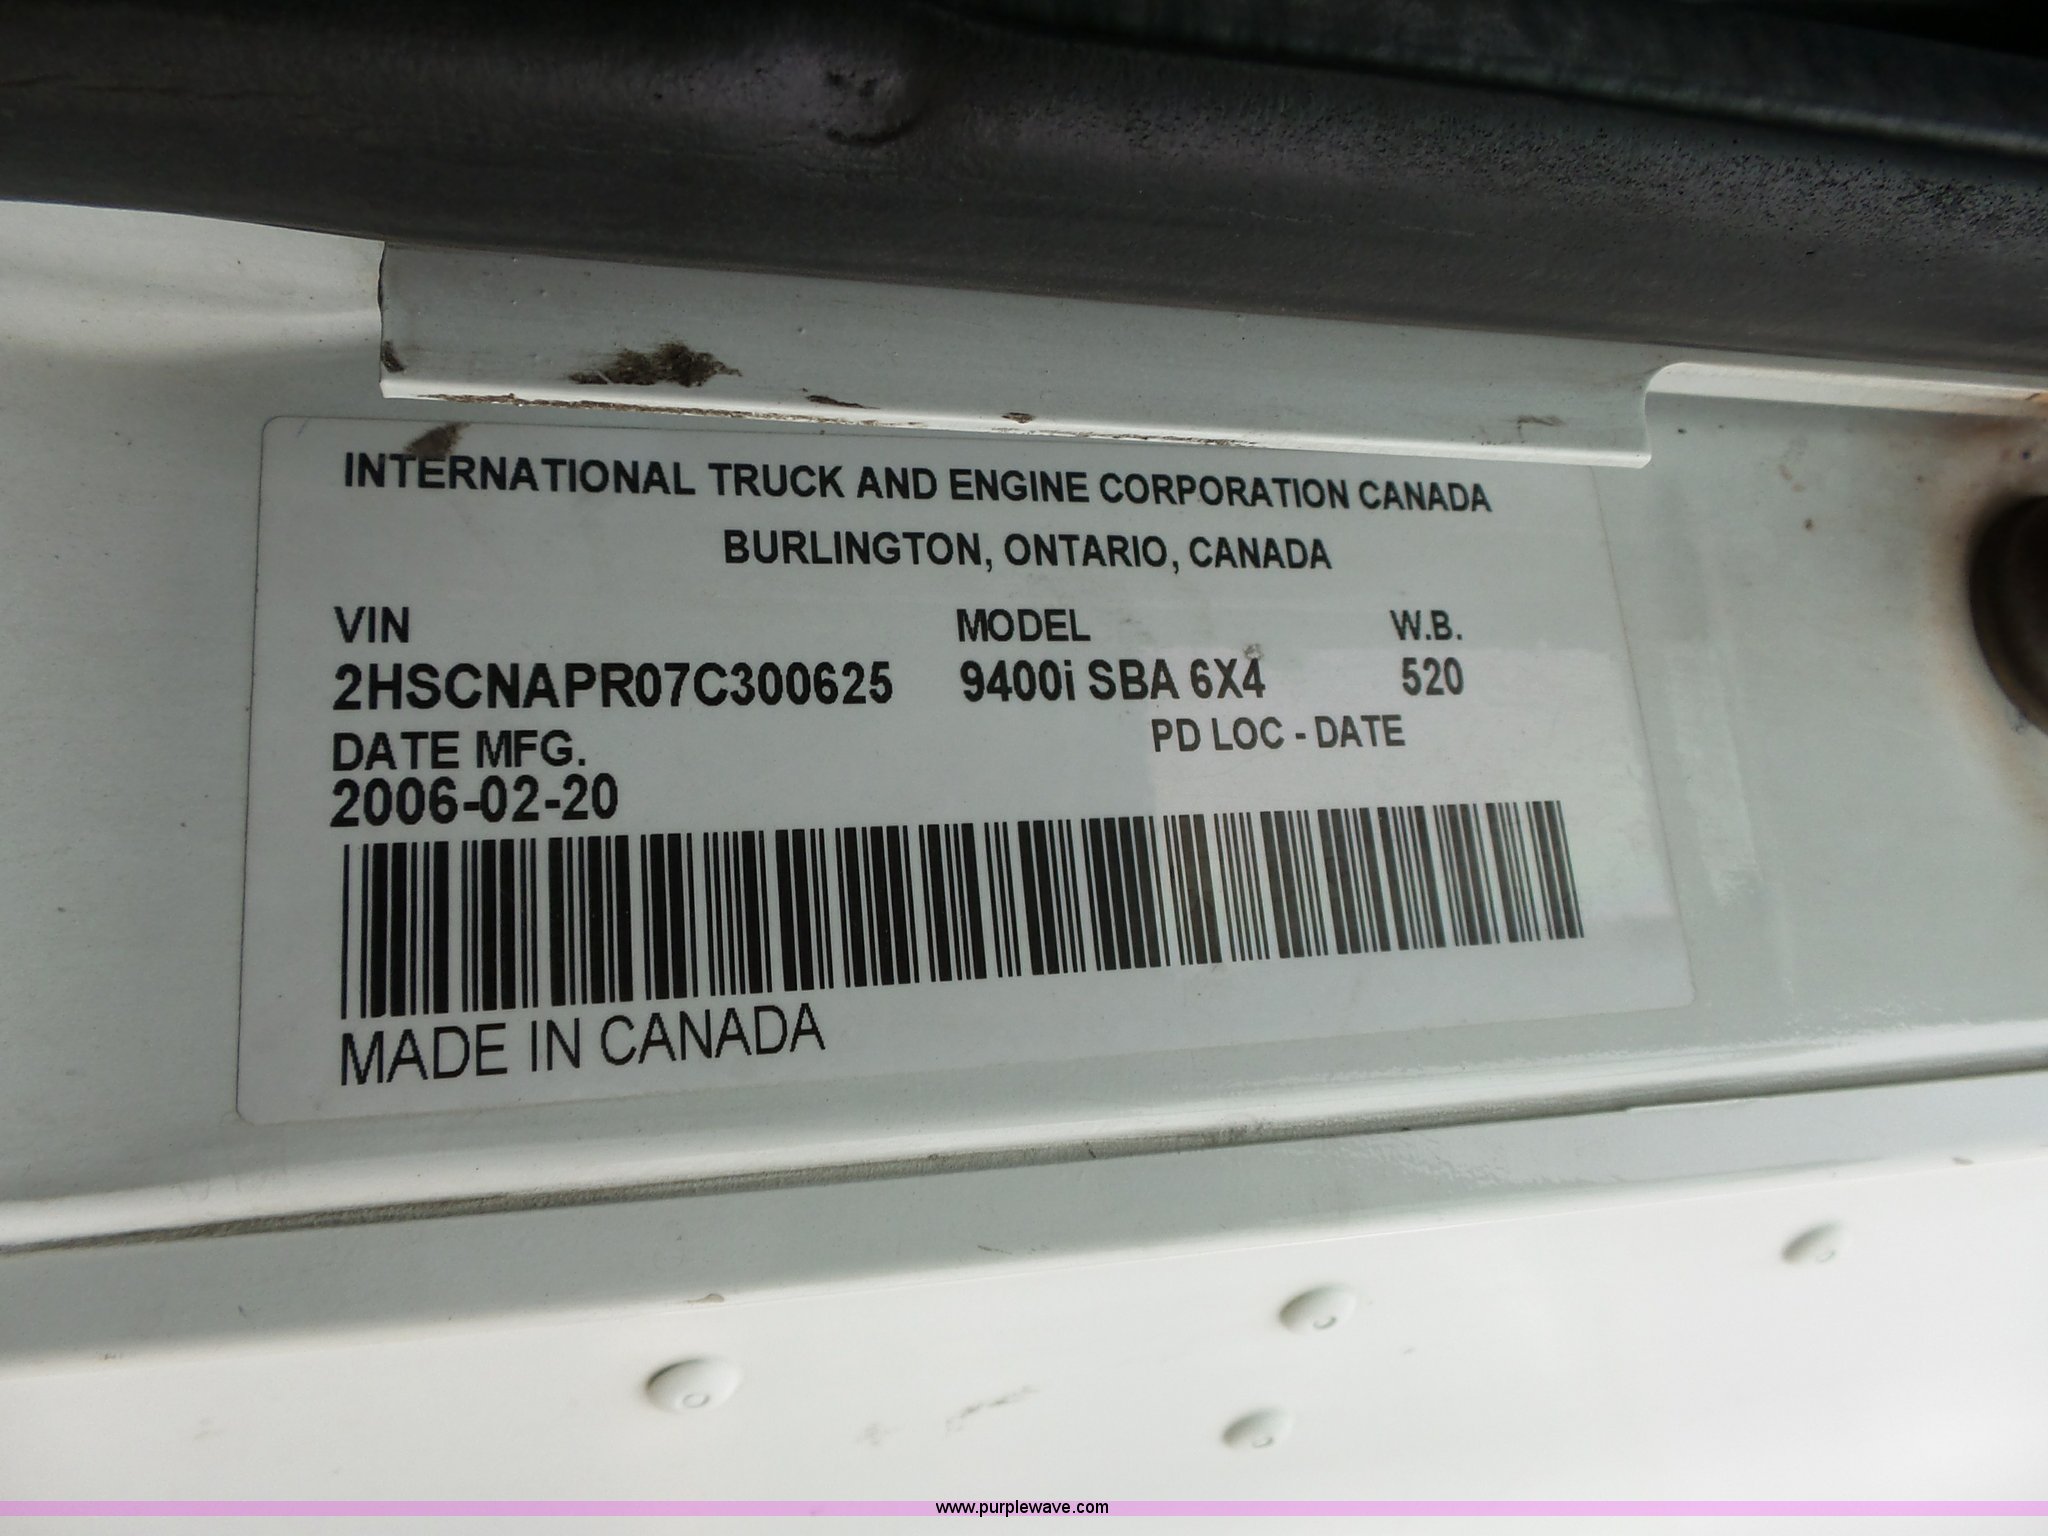 INTERNATIONAL TRUCK AND ENGINE CORPORATION CANADA
BURLINGTON, ONTARIO, CANADA
VIN MODEL W.B.
2HSCNAPR07C300625 9400i SBA 6X4 520
DATE MFG. PD LOC - DATE
2006-02-20
MADE IN CANADA
www.purplewave.com